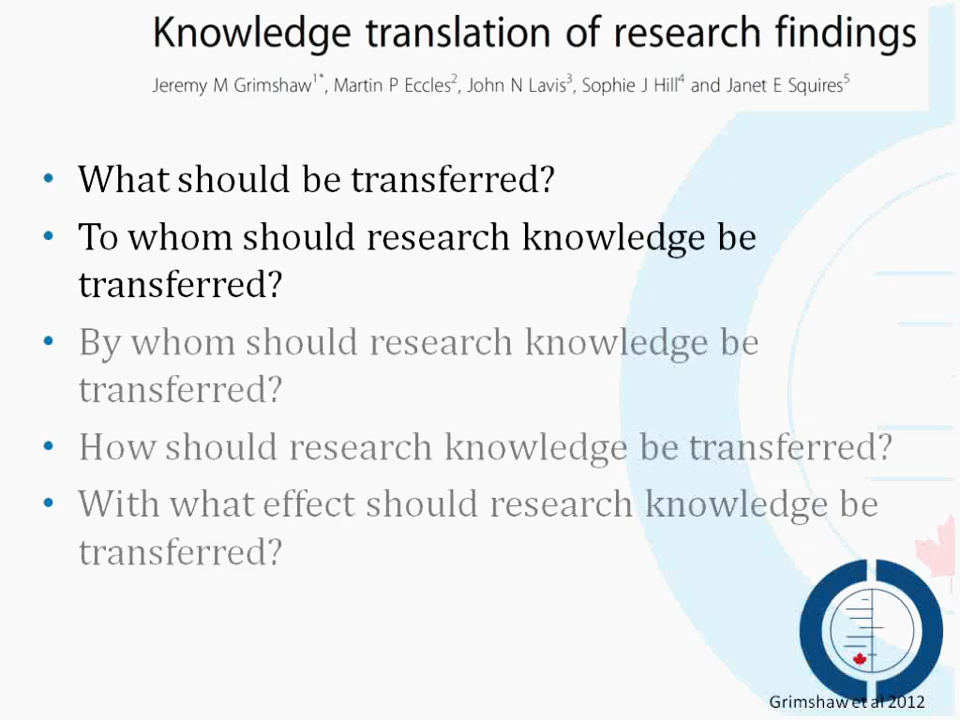 Knowledge translation of research findings
Jeremy M Grimshaw1*, Martin P Eccles2, John N Lavis3, Sophie J Hill4 and Janet E Squires5
• What should be transferred?
• To whom should research knowledge be
transferred?
• By whom should research knowledge be
transferred?
• How should research knowledge be transferred?
• With what effect should research knowledge be
transferred?
Grimshaw et al 2012